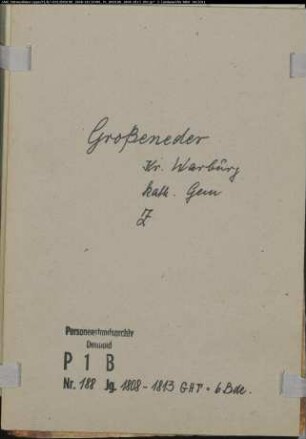 Großeneder
Kr. Warburg
kath. Gem
Z
Personenstandsarchiv
Detmold
P 1 B
Nr. 188 Jg. 1808-1813 GHT • 6 Bde.